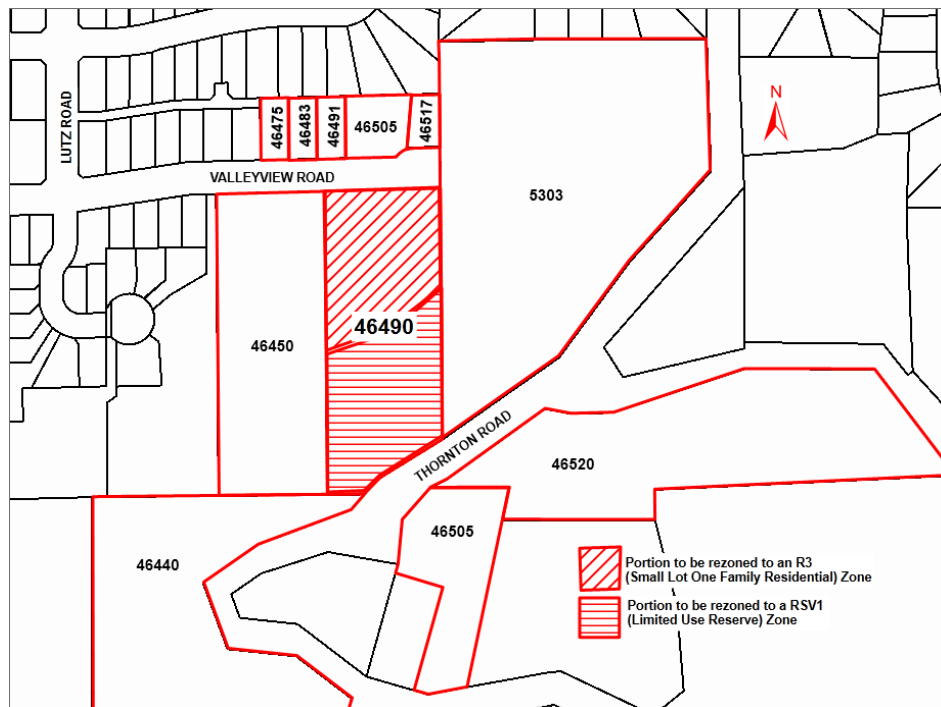 N
LUTZ ROAD
46475
46483
46491
46505
46517
VALLEYVIEW ROAD
5303
46490
46450
THORNTON ROAD
46520
46505
46440
Portion to be rezoned to an R3
(Small Lot One Family Residential) Zone
Portion to be rezoned to a RSV1
(Limited Use Reserve) Zone